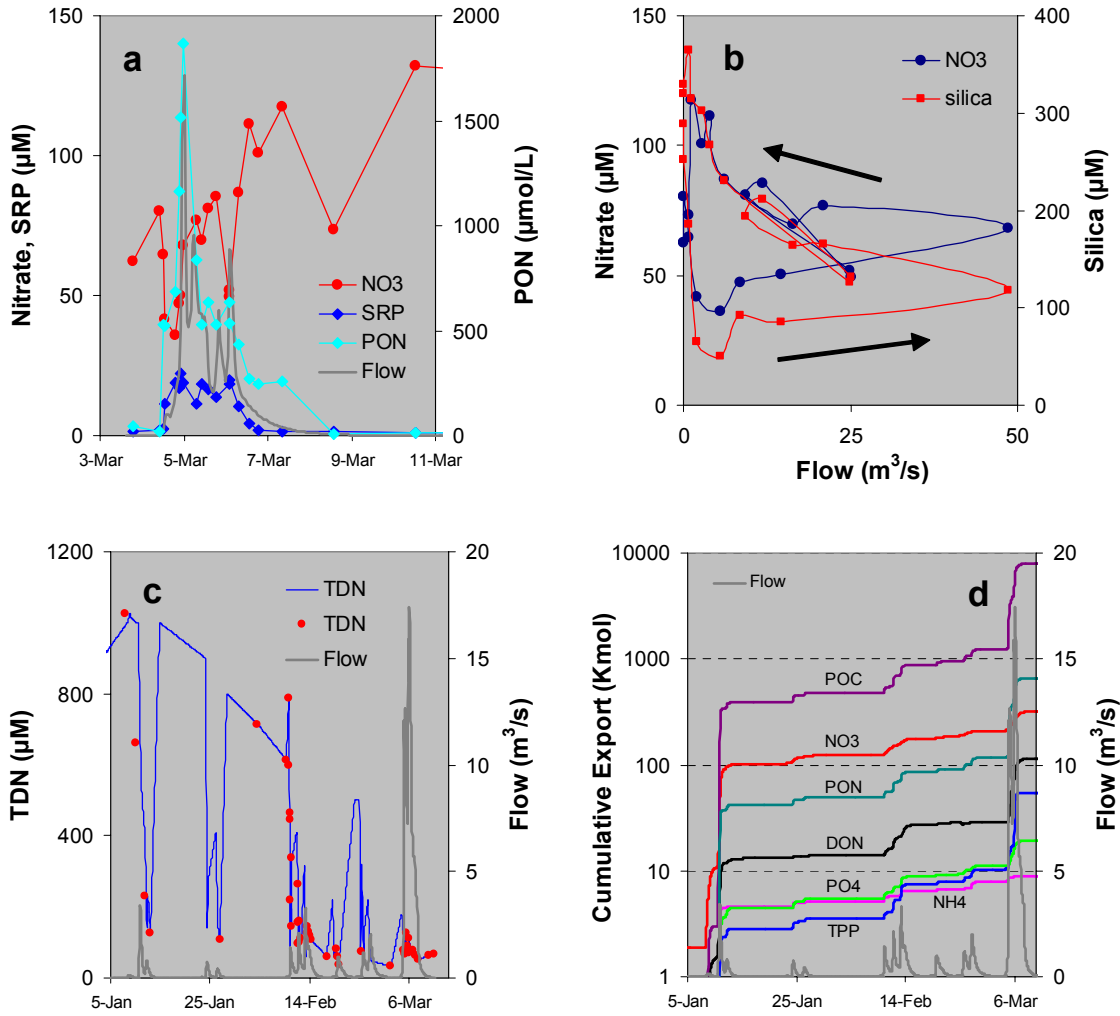 a
150
100
50
0
Nitrate, SRP (µM)
2000
1500
1000
500
0
PON (µmol/L)
NO3
SRP
PON
Flow
3-Mar 5-Mar 7-Mar 9-Mar 11-Mar
b
150
100
50
0
Nitrate (µM)
400
300
200
100
0
Silica (µM)
NO3
silica
0 25 50
Flow (m³/s)
c
1200
800
400
0
TDN (µM)
20
15
10
5
0
Flow (m³/s)
TDN
TDN
Flow
5-Jan 25-Jan 14-Feb 6-Mar
d
10000
1000
100
10
1
Cumulative Export (Kmol)
20
15
10
5
0
Flow (m³/s)
Flow
POC
NO3
PON
DON
PO4
NH4
TPP
5-Jan 25-Jan 14-Feb 6-Mar